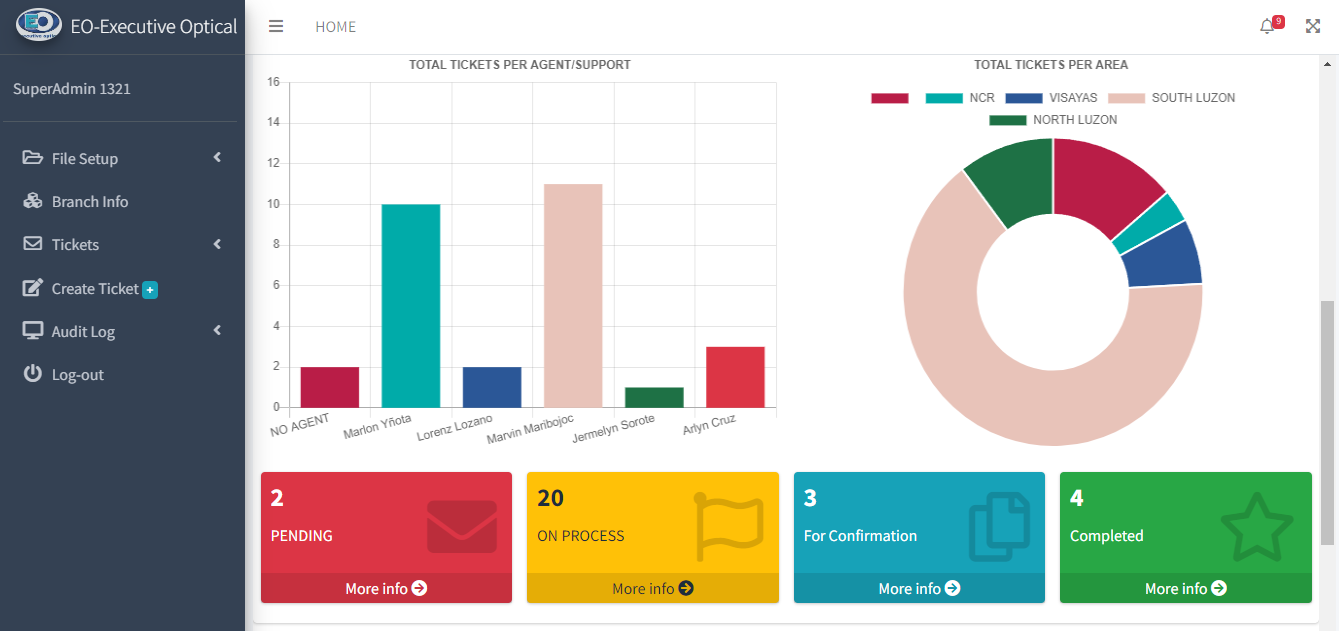 EO
executive optical
EO-Executive Optical
HOME
9
SuperAdmin 1321
File Setup
Branch Info
Tickets
Create Ticket +
Audit Log
Log-out
TOTAL TICKETS PER AGENT/SUPPORT
16
14
12
10
8
6
4
2
0
NO AGENT
Marlon Yñota
Lorenz Lozano
Marvin Maribojoc
Jermelyn Sorote
Arlyn Cruz
TOTAL TICKETS PER AREA
NCR VISAYAS SOUTH LUZON
NORTH LUZON
2
PENDING
More info
20
ON PROCESS
More info
3
For Confirmation
More info
4
Completed
More info